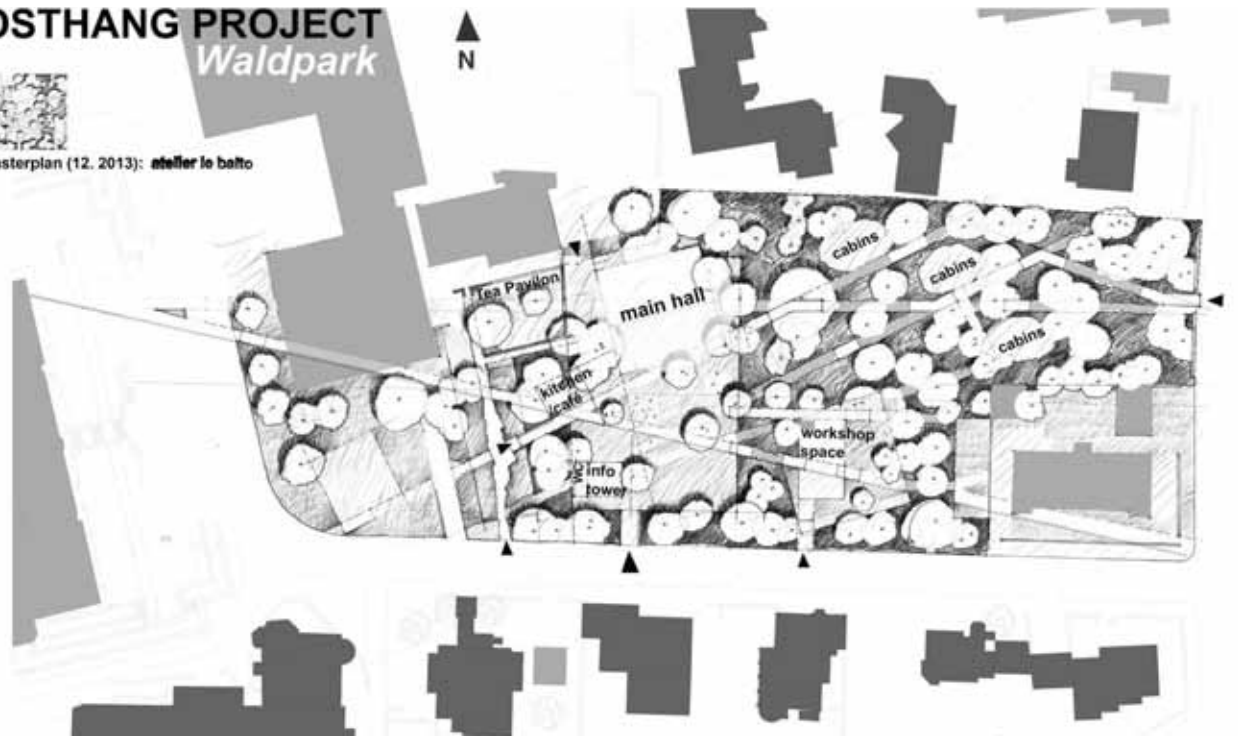 OSTHANG PROJECT
Waldpark
N
sterplan (12. 2013): atelier le balto
cabins
cabins
Tea Pavilon
main hall
cabins
kitchen
/café
workshop
space
wc
info
tower